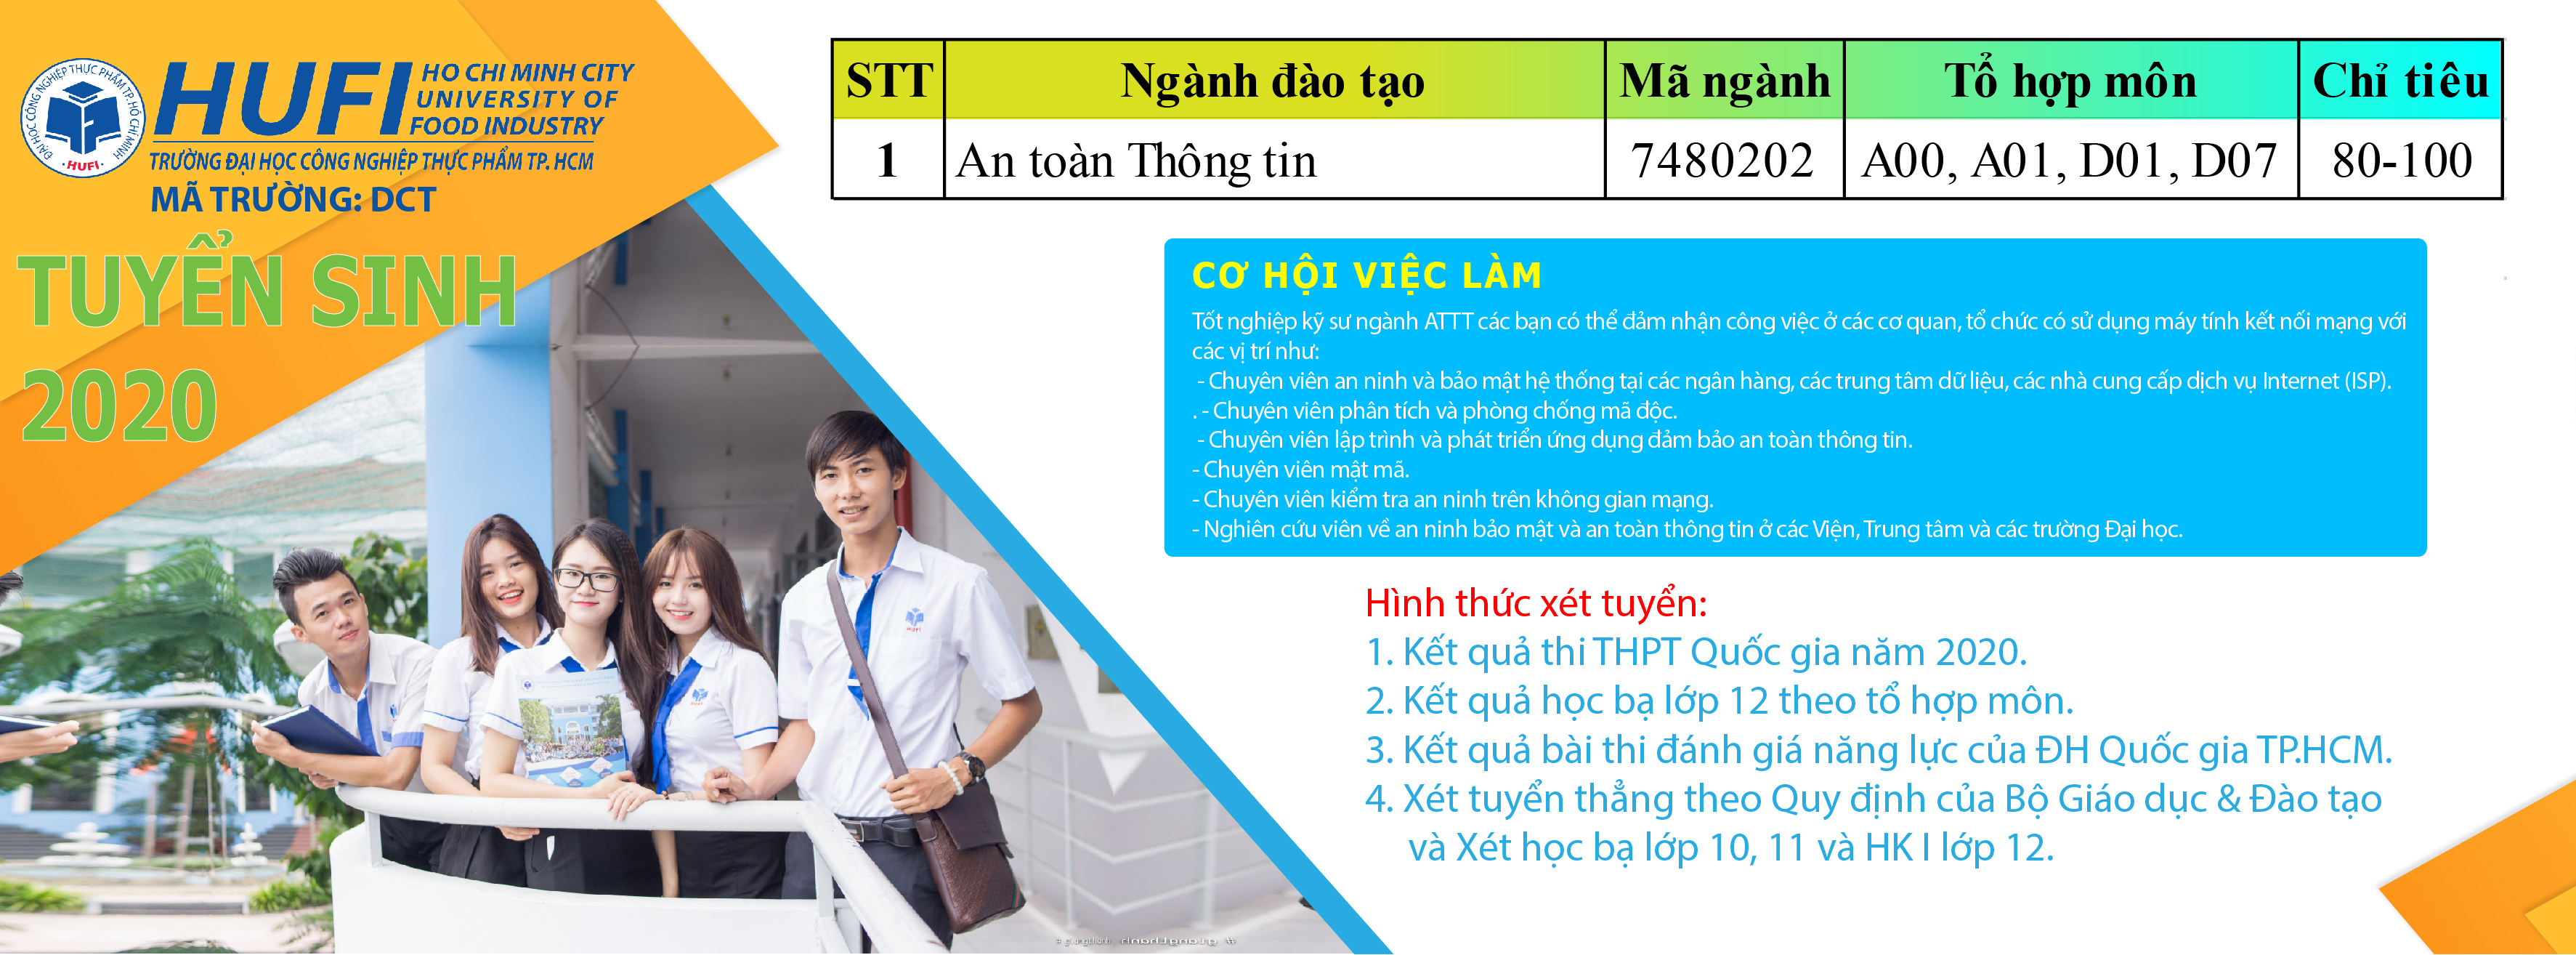 ĐẠI HỌC CÔNG NGHIỆP THỰC PHẨM TP. HỒ CHÍ MINH
HUFI
HUFI
HO CHI MINH CITY
UNIVERSITY OF
FOOD INDUSTRY
TRƯỜNG ĐẠI HỌC CÔNG NGHIỆP THỰC PHẨM TP. HCM
MÃ TRƯỜNG: DCT
TUYỂN SINH
2020
STT Ngành đào tạo Mã ngành Tổ hợp môn Chỉ tiêu
1 An toàn Thông tin 7480202 A00, A01, D01, D07 80-100
CƠ HỘI VIỆC LÀM
Tốt nghiệp kỹ sư ngành ATTT các bạn có thể đảm nhận công việc ở các cơ quan, tổ chức có sử dụng máy tính kết nối mạng với
các vị trí như:
- Chuyên viên an ninh và bảo mật hệ thống tại các ngân hàng, các trung tâm dữ liệu, các nhà cung cấp dịch vụ Internet (ISP).
. - Chuyên viên phân tích và phòng chống mã độc.
- Chuyên viên lập trình và phát triển ứng dụng đảm bảo an toàn thông tin.
- Chuyên viên mật mã.
- Chuyên viên kiểm tra an ninh trên không gian mạng.
- Nghiên cứu viên về an ninh bảo mật và an toàn thông tin ở các Viện, Trung tâm và các trường Đại học.
Hình thức xét tuyển:
1. Kết quả thi THPT Quốc gia năm 2020.
2. Kết quả học bạ lớp 12 theo tổ hợp môn.
3. Kết quả bài thi đánh giá năng lực của ĐH Quốc gia TP.HCM.
4. Xét tuyển thẳng theo Quy định của Bộ Giáo dục & Đào tạo
và Xét học bạ lớp 10, 11 và HK I lớp 12.
HUFI